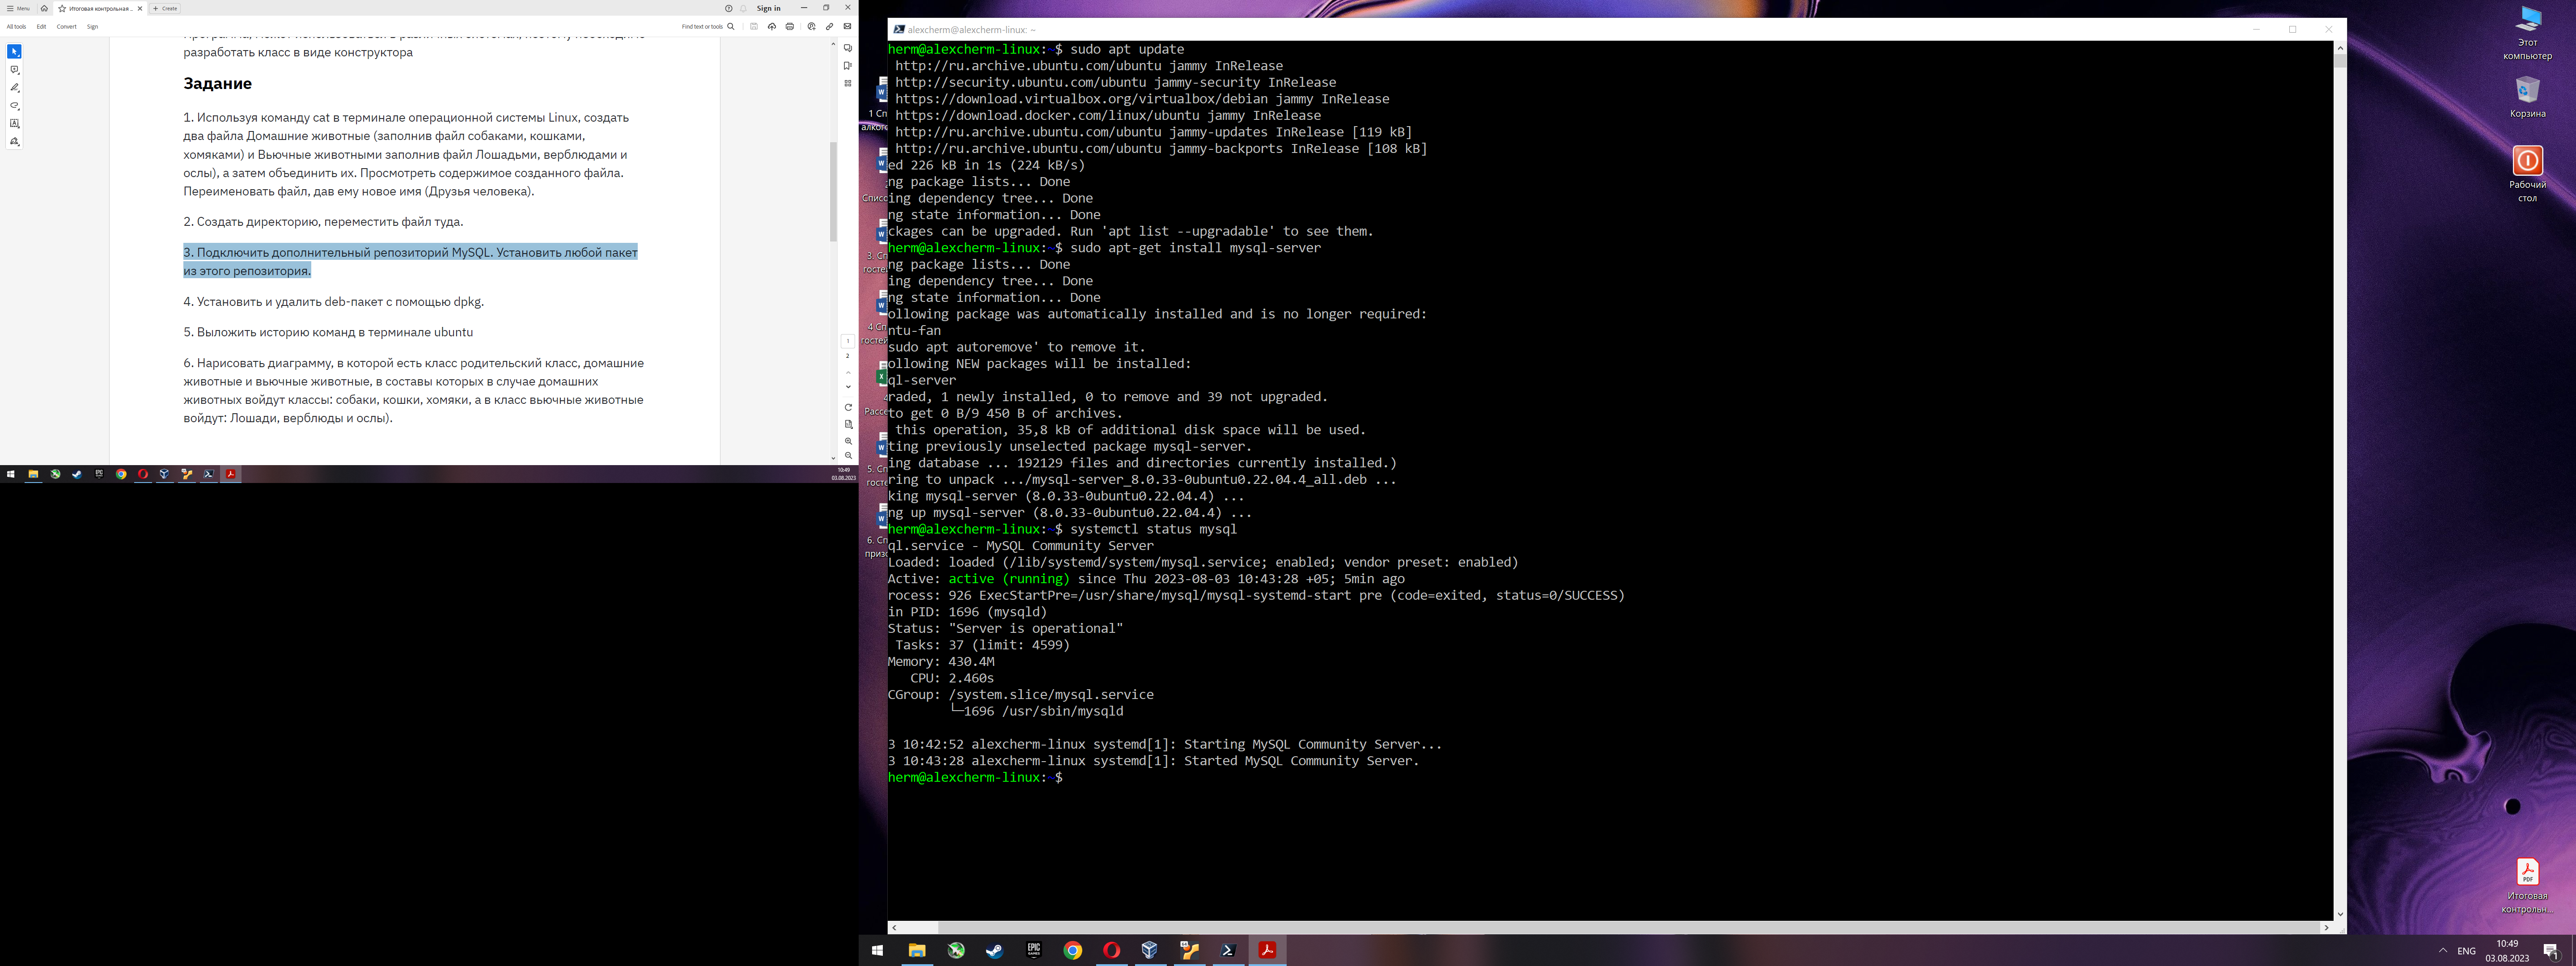 Menu
Итоговая контрольная ...
Create
Sign in
All tools
Edit
Convert
Sign
Find text or tools
разработать класс в виде конструктора
Задание
1. Используя команду cat в терминале операционной системы Linux, создать
два файла Домашние животные (заполнив файл собаками, кошками,
хомяками) и Вьючные животными заполнив файл Лошадьми, верблюдами и
ослы), а затем объединить их. Просмотреть содержимое созданного файла.
Переименовать файл, дав ему новое имя (Друзья человека).
2. Создать директорию, переместить файл туда.
3. Подключить дополнительный репозиторий MySQL. Установить любой пакет
из этого репозитория.
4. Установить и удалить deb-пакет с помощью dpkg.
5. Выложить историю команд в терминале ubuntu
6. Нарисовать диаграмму, в которой есть класс родительский класс, домашние
животные и вьючные животные, в составы которых в случае домашних
животных войдут классы: собаки, кошки, хомяки, а в класс вьючные животные
войдут: Лошади, верблюды и ослы).
1
2
10:49
03.08.2023
1 Сп
алког
Списо
3. Сп
госте
4 Сп
гостей
4
Рассе
5. Сп
госте
6. Сп
призо
alexcherm@alexcherm-linux: ~
herm@alexcherm-linux:~$ sudo apt update
http://ru.archive.ubuntu.com/ubuntu jammy InRelease
http://security.ubuntu.com/ubuntu jammy-security InRelease
https://download.virtualbox.org/virtualbox/debian jammy InRelease
https://download.docker.com/linux/ubuntu jammy InRelease
http://ru.archive.ubuntu.com/ubuntu jammy-updates InRelease [119 kB]
http://ru.archive.ubuntu.com/ubuntu jammy-backports InRelease [108 kB]
ed 226 kB in 1s (224 kB/s)
ng package lists... Done
ing dependency tree... Done
ng state information... Done
ckages can be upgraded. Run 'apt list --upgradable' to see them.
herm@alexcherm-linux:~$ sudo apt-get install mysql-server
ng package lists... Done
ing dependency tree... Done
ng state information... Done
ollowing package was automatically installed and is no longer required:
ntu-fan
sudo apt autoremove' to remove it.
ollowing NEW packages will be installed:
ql-server
raded, 1 newly installed, 0 to remove and 39 not upgraded.
to get 0 B/9 450 B of archives.
this operation, 35,8 kB of additional disk space will be used.
ting previously unselected package mysql-server.
ing database ... 192129 files and directories currently installed.)
ring to unpack .../mysql-server_8.0.33-0ubuntu0.22.04.4_all.deb ...
king mysql-server (8.0.33-0ubuntu0.22.04.4) ...
ng up mysql-server (8.0.33-0ubuntu0.22.04.4) ...
herm@alexcherm-linux:~$ systemctl status mysql
ql.service - MySQL Community Server
Loaded: loaded (/lib/systemd/system/mysql.service; enabled; vendor preset: enabled)
Active: active (running) since Thu 2023-08-03 10:43:28 +05; 5min ago
rocess: 926 ExecStartPre=/usr/share/mysql/mysql-systemd-start pre (code=exited, status=0/SUCCESS)
in PID: 1696 (mysqld)
Status: "Server is operational"
Tasks: 37 (limit: 4599)
Memory: 430.4M
CPU: 2.460s
CGroup: /system.slice/mysql.service
└─1696 /usr/sbin/mysqld
3 10:42:52 alexcherm-linux systemd[1]: Starting MySQL Community Server...
3 10:43:28 alexcherm-linux systemd[1]: Started MySQL Community Server.
herm@alexcherm-linux:~$
Этот
компьютер
Корзина
Рабочий
стол
PDF
Итоговая
контрольн...
EPIC
GAMES
ENG
10:49
03.08.2023
1